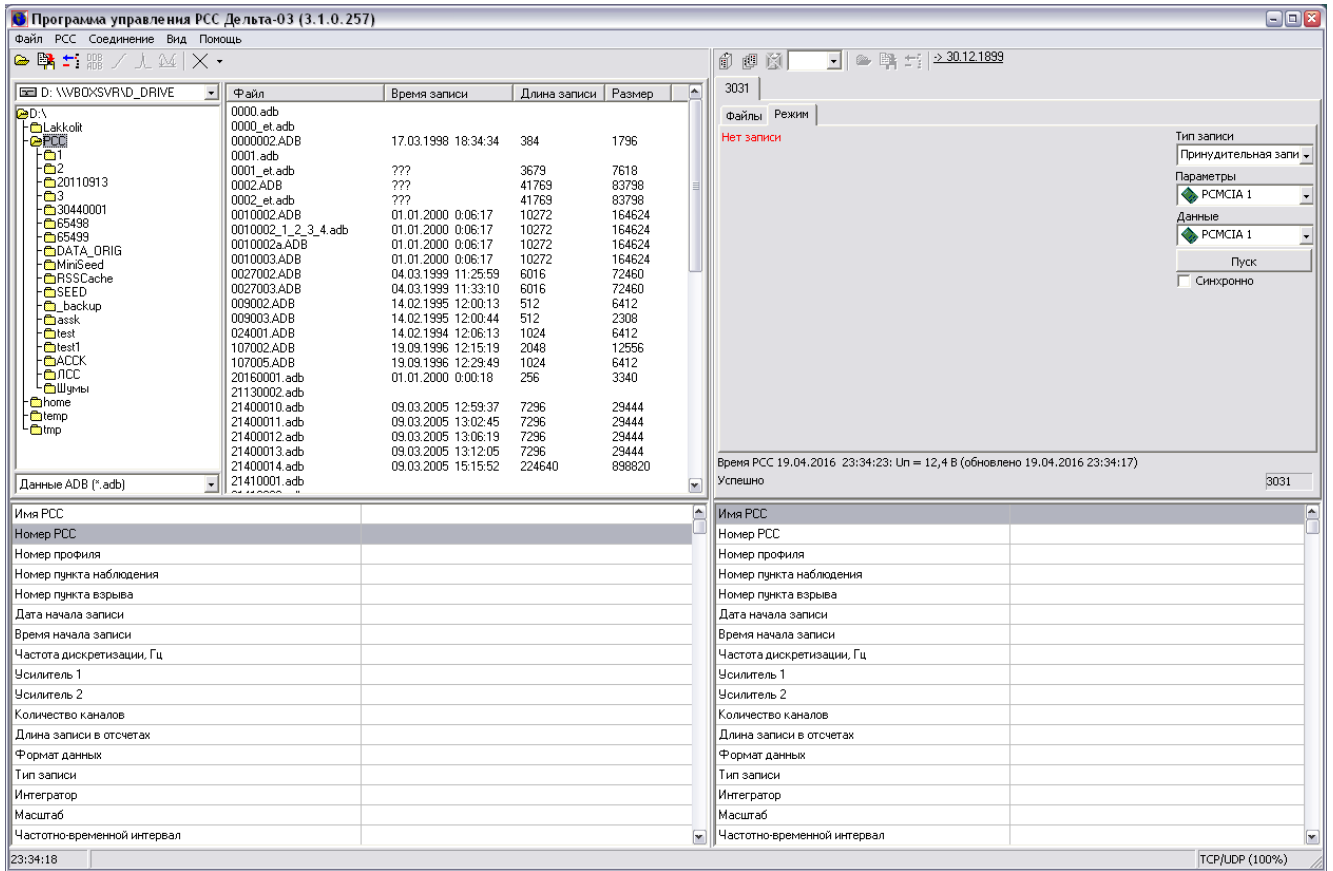 Программа управления РСС Дельта-03 (3.1.0.257)
Файл РСС Соединение Вид Помощь
DDB
ADB
-> 30.12.1899
D: \\VBOXSVR\D_DRIVE
D:\
Lakkolit
РСС
1
2
20110913
3
30440001
65498
65499
DATA_ORIG
MiniSeed
RSSCache
SEED
_backup
assk
test
test1
АССК
ЛСС
Шумы
home
temp
tmp
Данные ADB (*.adb)
Файл Время записи Длина записи Размер
0000.adb
0000_et.adb
0000002.ADB 17.03.1998 18:34:34 384 1796
0001.adb
0001_et.adb ??? 3679 7618
0002.ADB ??? 41769 83798
0002_et.adb ??? 41769 83798
0010002.ADB 01.01.2000 0:06:17 10272 164624
0010002_1_2_3_4.adb 01.01.2000 0:06:17 10272 164624
0010002a.ADB 01.01.2000 0:06:17 10272 164624
0010003.ADB 01.01.2000 0:06:17 10272 164624
0027002.ADB 04.03.1999 11:25:59 6016 72460
0027003.ADB 04.03.1999 11:33:10 6016 72460
009002.ADB 14.02.1995 12:00:13 512 6412
009003.ADB 14.02.1995 12:00:44 512 2308
024001.ADB 14.02.1994 12:06:13 1024 6412
107002.ADB 19.09.1996 12:15:19 2048 12556
107005.ADB 19.09.1996 12:29:49 1024 6412
20160001.adb 01.01.2000 0:00:18 256 3340
21130002.adb
21400010.adb 09.03.2005 12:59:37 7296 29444
21400011.adb 09.03.2005 13:02:45 7296 29444
21400012.adb 09.03.2005 13:06:19 7296 29444
21400013.adb 09.03.2005 13:12:05 7296 29444
21400014.adb 09.03.2005 15:15:52 224640 898820
21410001.adb
3031
Файлы Режим
Нет записи
Тип записи
Принудительная запи
Параметры
PCMCIA 1
Данные
PCMCIA 1
Пуск
Синхронно
Время РСС 19.04.2016 23:34:23: Uп = 12,4 В (обновлено 19.04.2016 23:34:17)
Успешно 3031
Имя РСС
Номер РСС
Номер профиля
Номер пункта наблюдения
Номер пункта взрыва
Дата начала записи
Время начала записи
Частота дискретизации, Гц
Усилитель 1
Усилитель 2
Количество каналов
Длина записи в отсчетах
Формат данных
Тип записи
Интегратор
Масштаб
Частотно-временной интервал
Имя РСС
Номер РСС
Номер профиля
Номер пункта наблюдения
Номер пункта взрыва
Дата начала записи
Время начала записи
Частота дискретизации, Гц
Усилитель 1
Усилитель 2
Количество каналов
Длина записи в отсчетах
Формат данных
Тип записи
Интегратор
Масштаб
Частотно-временной интервал
23:34:18 TCP/UDP (100%)